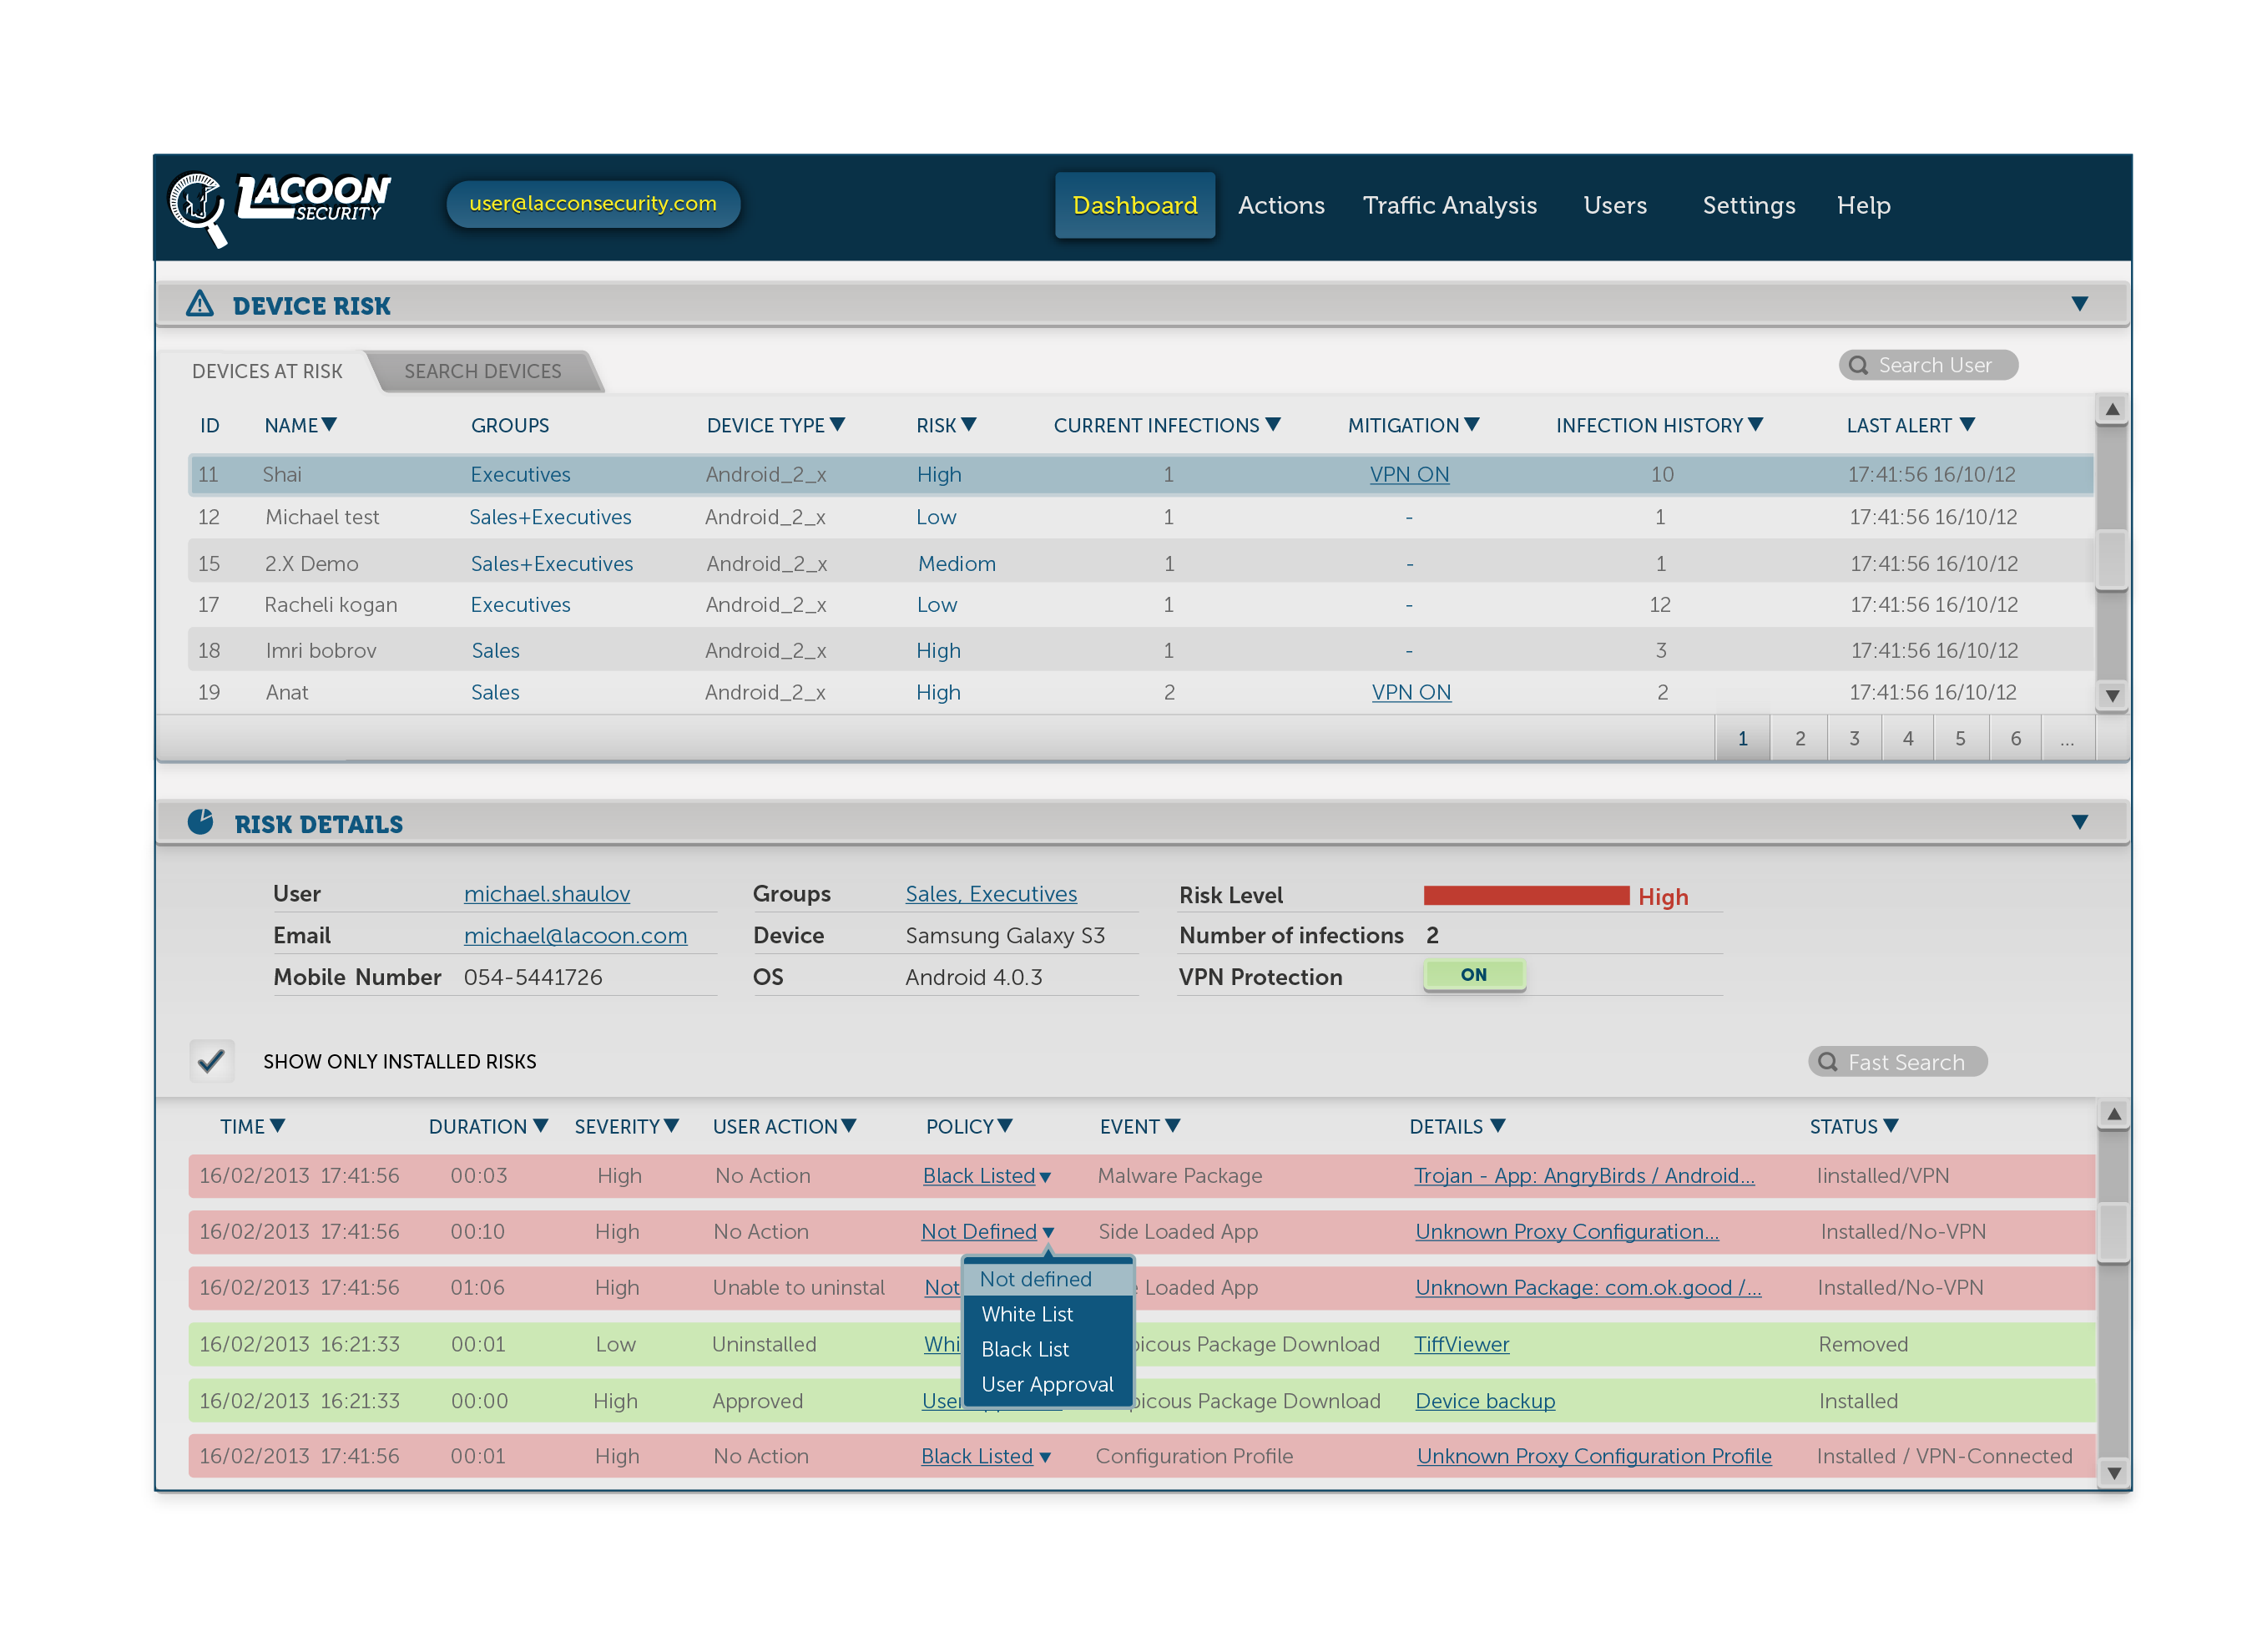 LACOON SECURITY user@lacconsecurity.com Dashboard Actions Traffic Analysis Users Settings Help
DEVICE RISK
DEVICES AT RISK SEARCH DEVICES Search User
ID NAME GROUPS DEVICE TYPE RISK CURRENT INFECTIONS MITIGATION INFECTION HISTORY LAST ALERT
11 Shai Executives Android_2_x High 1 VPN ON 10 17:41:56 16/10/12
12 Michael test Sales+Executives Android_2_x Low 1 - 1 17:41:56 16/10/12
15 2.X Demo Sales+Executives Android_2_x Mediom 1 - 1 17:41:56 16/10/12
17 Racheli kogan Executives Android_2_x Low 1 - 12 17:41:56 16/10/12
18 Imri bobrov Sales Android_2_x High 1 - 3 17:41:56 16/10/12
19 Anat Sales Android_2_x High 2 VPN ON 2 17:41:56 16/10/12
1 2 3 4 5 6 ...
RISK DETAILS
User michael.shaulov Groups Sales, Executives Risk Level High
Email michael@lacoon.com Device Samsung Galaxy S3 Number of infections 2
Mobile Number 054-5441726 OS Android 4.0.3 VPN Protection ON
SHOW ONLY INSTALLED RISKS Fast Search
TIME DURATION SEVERITY USER ACTION POLICY EVENT DETAILS STATUS
16/02/2013 17:41:56 00:03 High No Action Black Listed Malware Package Trojan - App: AngryBirds / Android... Iinstalled/VPN
16/02/2013 17:41:56 00:10 High No Action Not Defined Side Loaded App Unknown Proxy Configuration... Installed/No-VPN
Not defined
16/02/2013 17:41:56 01:06 High Unable to uninstal Not Loaded App Unknown Package: com.ok.good /... Installed/No-VPN
White List
16/02/2013 16:21:33 00:01 Low Uninstalled Whi picous Package Download TiffViewer Removed
Black List
User Approval
16/02/2013 16:21:33 00:00 High Approved User picous Package Download Device backup Installed
16/02/2013 17:41:56 00:01 High No Action Black Listed Configuration Profile Unknown Proxy Configuration Profile Installed / VPN-Connected